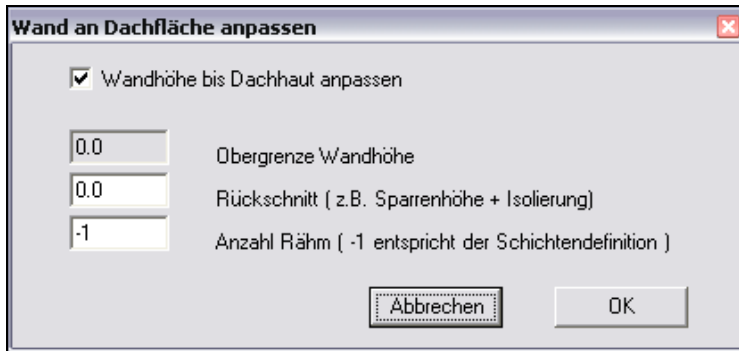 Wand an Dachfläche anpassen
Wandhöhe bis Dachhaut anpassen
0.0 Obergrenze Wandhöhe
0.0 Rückschnitt ( z.B. Sparrenhöhe + Isolierung)
-1 Anzahl Rähm ( -1 entspricht der Schichtendefinition )
Abbrechen OK